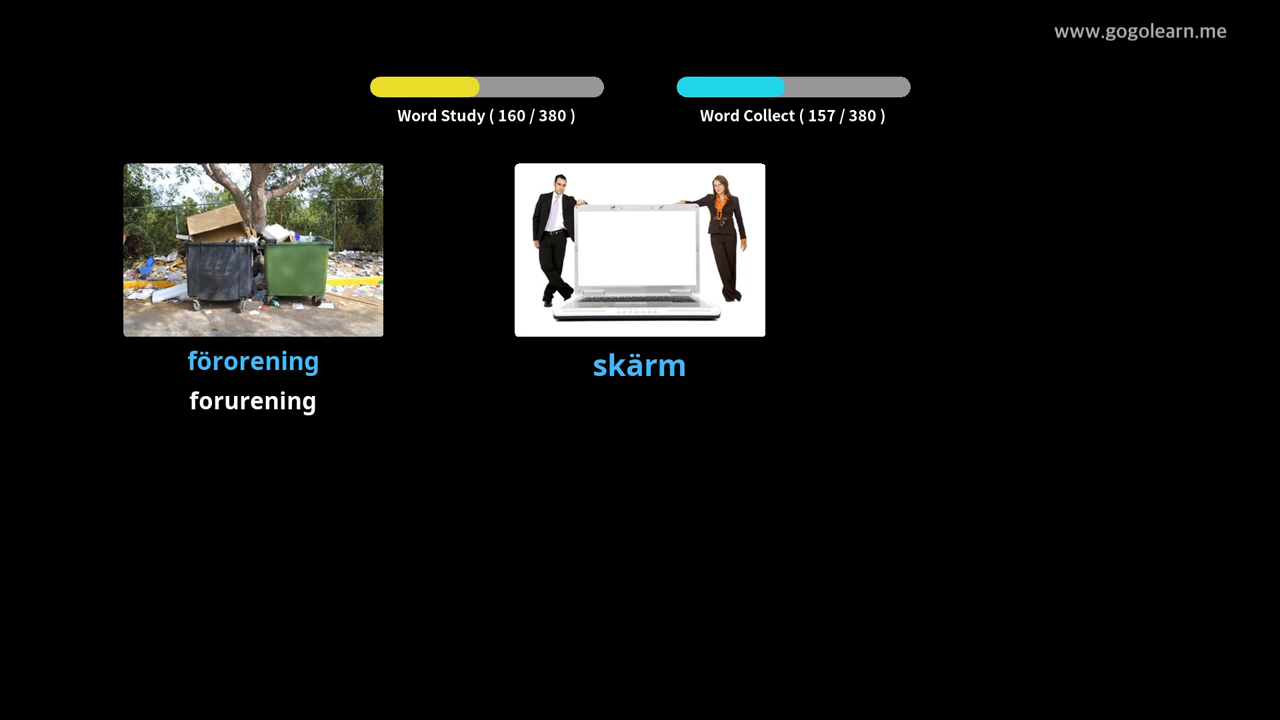 www.gogolearn.me
Word Study ( 160 / 380 )
Word Collect ( 157 / 380 )
förorening
forurening
skärm